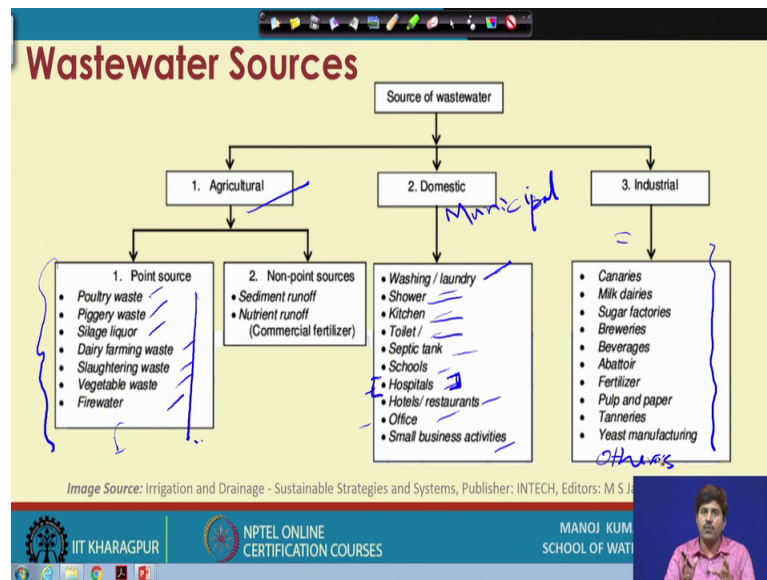 Wastewater Sources
Source of wastewater
1. Agricultural
2. Domestic
3. Industrial
Municipal
1. Point source
• Poultry waste
• Piggery waste
• Silage liquor
• Dairy farming waste
• Slaughtering waste
• Vegetable waste
• Firewater
2. Non-point sources
• Sediment runoff
• Nutrient runoff
(Commercial fertilizer)
• Washing / laundry
• Shower
• Kitchen
• Toilet /
• Septic tank
• Schools
• Hospitals
• Hotels/ restaurants
• Office
• Small business activities
• Canaries
• Milk dairies
• Sugar factories
• Breweries
• Beverages
• Abattoir
• Fertilizer
• Pulp and paper
• Tanneries
• Yeast manufacturing
others
Image Source: Irrigation and Drainage - Sustainable Strategies and Systems, Publisher: INTECH, Editors: M S
IIT KHARAGPUR
NPTEL ONLINE
CERTIFICATION COURSES
MANOJ
SCHOOL OF